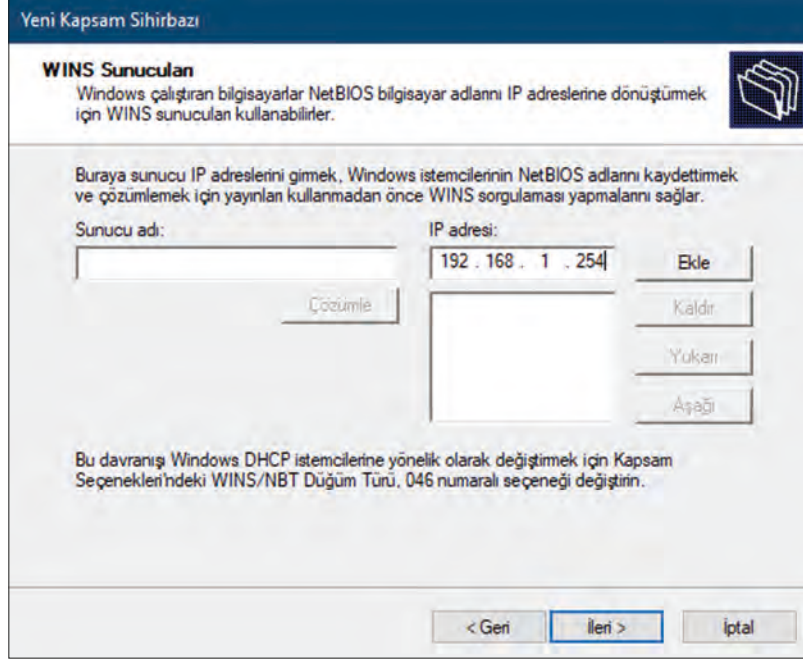 Yeni Kapsam Sihirbazı
WINS Sunucuları
Windows çalıştıran bilgisayarlar NetBIOS bilgisayar adlarını IP adreslerine dönüştürmek
için WINS sunucuları kullanabilirler.
Buraya sunucu IP adreslerini girmek, Windows istemcilerinin NetBIOS adlarını kaydettirmek
ve çözümlemek için yayınları kullanmadan önce WINS sorgulaması yapmalarını sağlar.
Sunucu adı: IP adresi:
192 . 168 . 1 . 254 Ekle
Çözümle Kaldır
Yukarı
Aşağı
Bu davranışı Windows DHCP istemcilerine yönelik olarak değiştirmek için Kapsam
Seçenekleri'ndeki WINS/NBT Düğüm Türü, 046 numaralı seçeneği değiştirin.
< Geri İleri > İptal